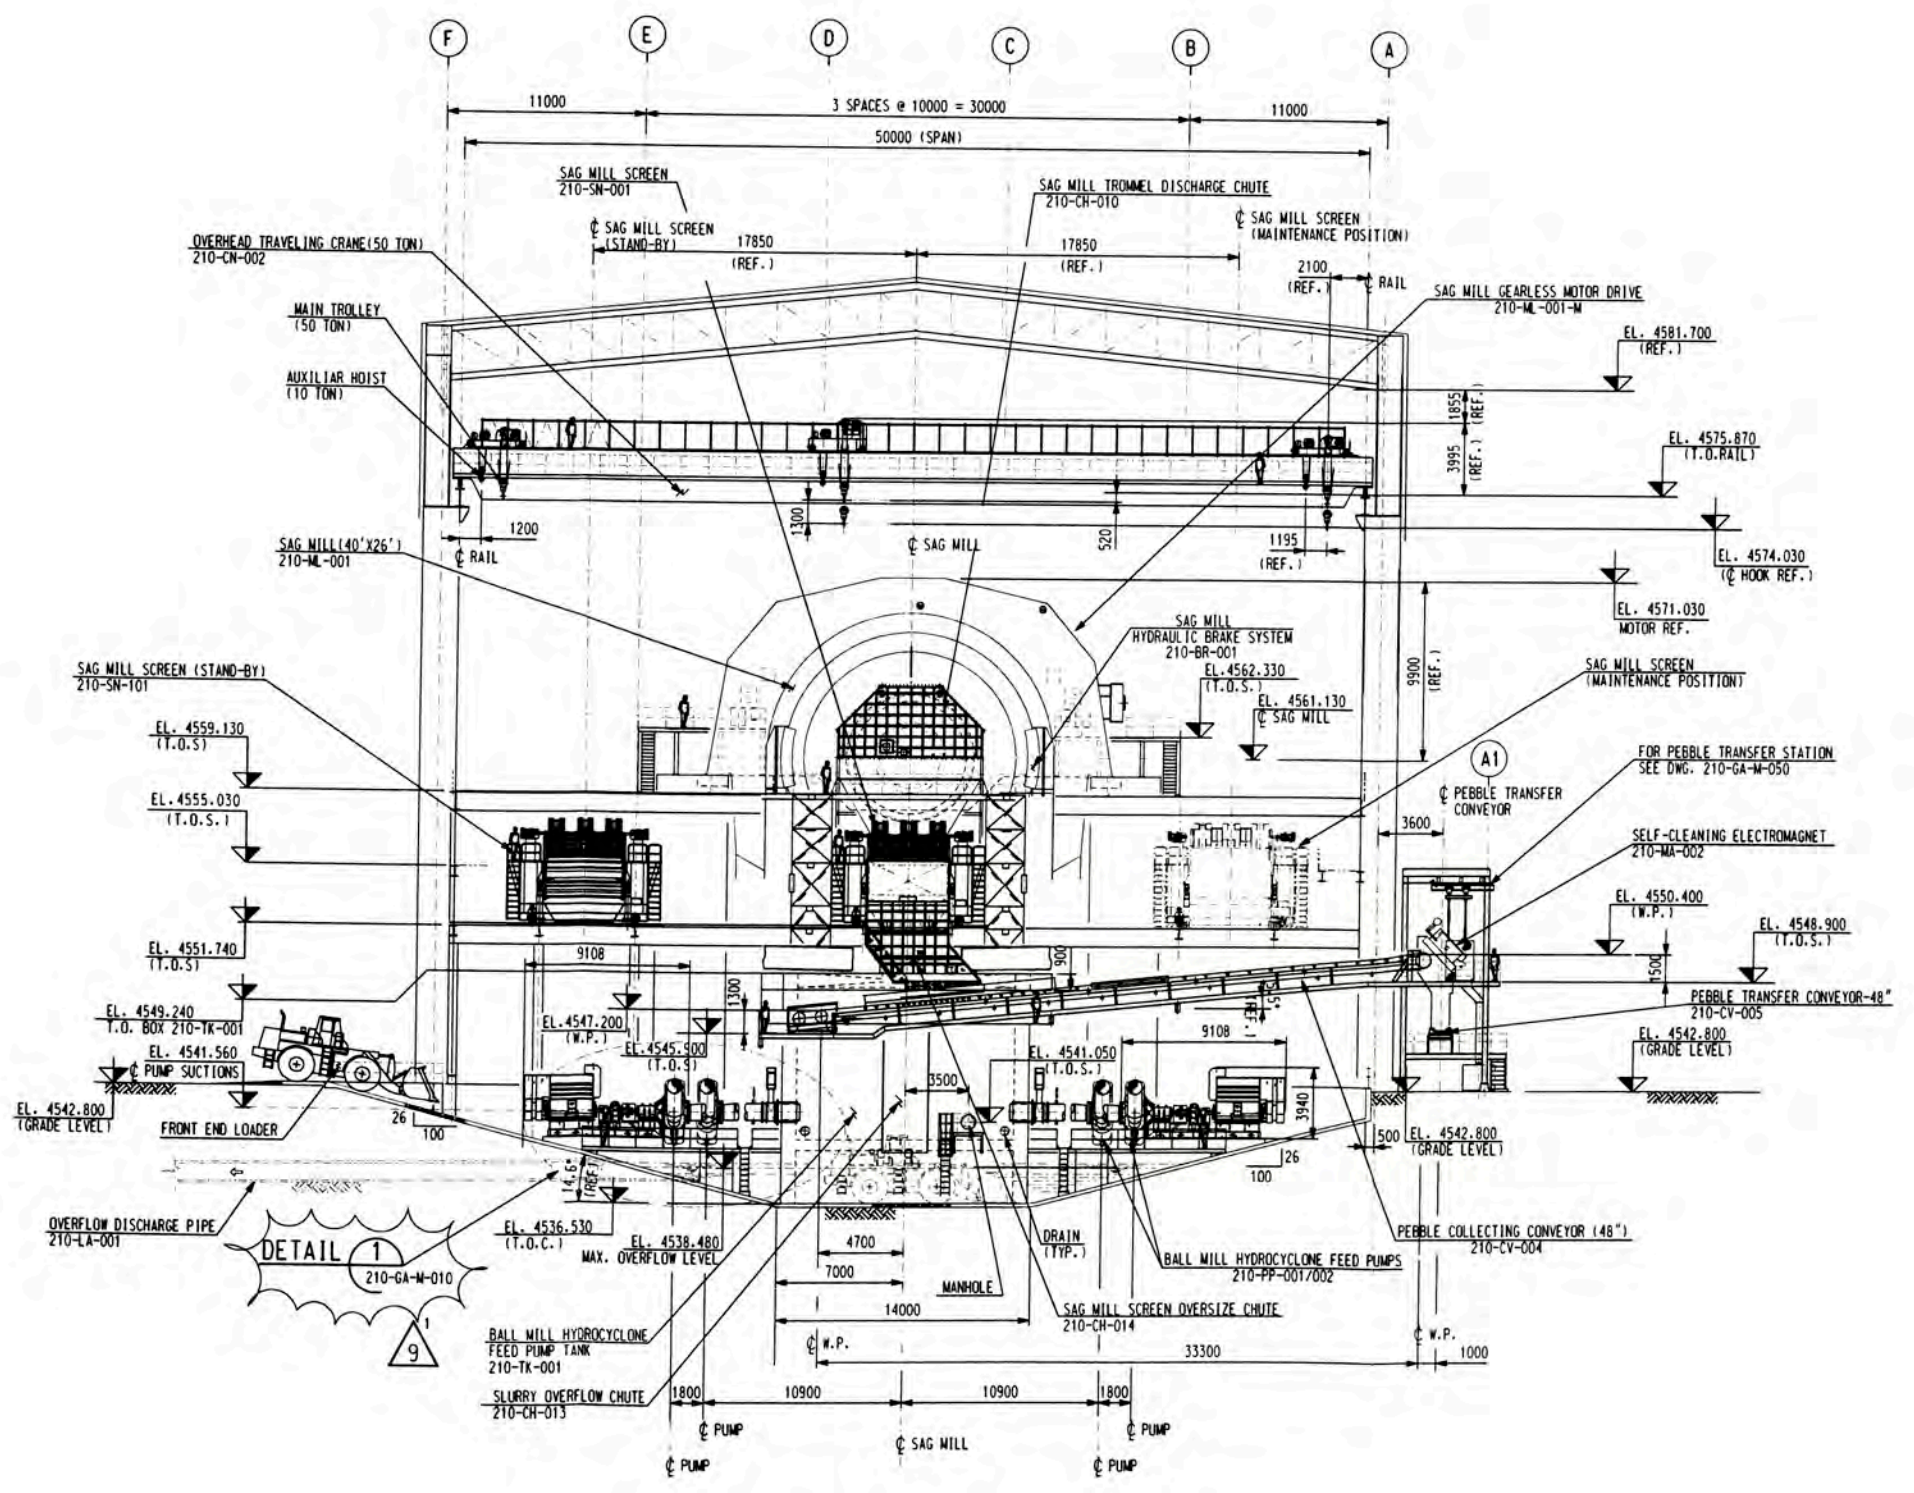 F
E
D
C
B
A
11000
3 SPACES @ 10000 = 30000
11000
50000 (SPAN)
SAG MILL SCREEN
210-SN-001
SAG MILL TROMMEL DISCHARGE CHUTE
210-CH-010
℄ SAG MILL SCREEN
(STAND-BY)
17850
(REF.)
17850
(REF.)
℄ SAG MILL SCREEN
(MAINTENANCE POSITION)
OVERHEAD TRAVELING CRANE(50 TON)
210-CN-002
2100
(REF.)
℄ RAIL
SAG MILL GEARLESS MOTOR DRIVE
210-ML-001-M
MAIN TROLLEY
(50 TON)
EL. 4581.700
(REF.)
AUXILIAR HOIST
(10 TON)
1855
(REF.)
3995
(REF.)
EL. 4575.870
(T.O.RAIL)
1200
℄ RAIL
1300
℄ SAG MILL
520
1195
(REF.)
EL. 4574.030
(℄ HOOK REF.)
SAG MILL(40'X26')
210-ML-001
EL. 4571.030
MOTOR REF.
SAG MILL
HYDRAULIC BRAKE SYSTEM
210-BR-001
9900
(REF.)
SAG MILL SCREEN (STAND-BY)
210-SN-101
EL.4562.330
(T.O.S.)
SAG MILL SCREEN
(MAINTENANCE POSITION)
EL. 4561.130
℄ SAG MILL
EL. 4559.130
(T.O.S)
A1
FOR PEBBLE TRANSFER STATION
SEE DWG. 210-GA-M-050
℄ PEBBLE TRANSFER
CONVEYOR
EL.4555.030
(T.O.S.)
3600
SELF-CLEANING ELECTROMAGNET
210-MA-002
EL. 4550.400
(W.P.)
EL. 4548.900
(T.O.S.)
EL. 4551.740
(T.O.S)
9108
900
1500
1300
PEBBLE TRANSFER CONVEYOR-48"
210-CV-005
EL. 4549.240
T.O. BOX 210-TK-001
EL.4547.200
(W.P.)
EL.4545.900
(T.O.S)
9108
EL. 4542.800
(GRADE LEVEL)
EL. 4541.560
℄ PUMP SUCTIONS
EL. 4541.050
(T.O.S.)
3500
3940
EL. 4542.800
(GRADE LEVEL)
26
100
FRONT END LOADER
500
EL. 4542.800
(GRADE LEVEL)
26
100
14.6°
(REF.)
OVERFLOW DISCHARGE PIPE
210-LA-001
EL. 4536.530
(T.O.C.)
EL. 4538.480
MAX. OVERFLOW LEVEL
DRAIN
(TYP.)
PEBBLE COLLECTING CONVEYOR (48")
210-CV-004
DETAIL 1
210-GA-M-010
4700
BALL MILL HYDROCYCLONE FEED PUMPS
210-PP-001/002
7000
MANHOLE
14000
SAG MILL SCREEN OVERSIZE CHUTE
210-CH-014
1
9
BALL MILL HYDROCYCLONE
FEED PUMP TANK
210-TK-001
℄ W.P.
℄ W.P.
33300
1000
SLURRY OVERFLOW CHUTE
210-CH-013
1800
10900
10900
1800
℄ PUMP
℄ PUMP
℄ SAG MILL
℄ PUMP
℄ PUMP